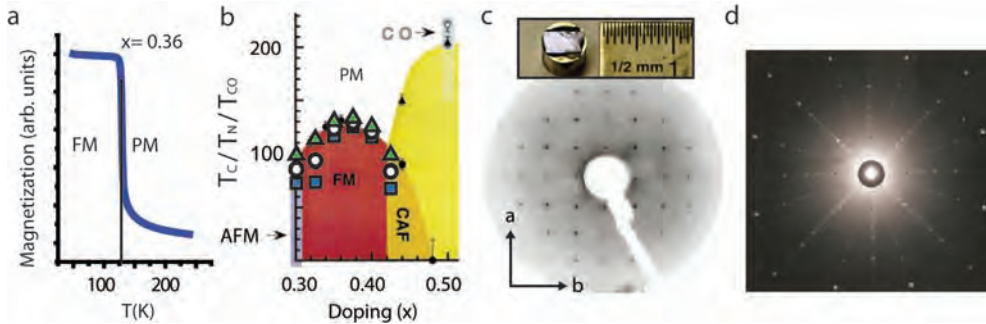 a
x= 0.36
FM
PM
Magnetization (arb. units)
100
200
T(K)
b
CO
200
PM
100
FM
CAF
AFM
T_C / T_N / T_CO
0.30
0.40
0.50
Doping (x)
c
1/2 mm
a
b
d